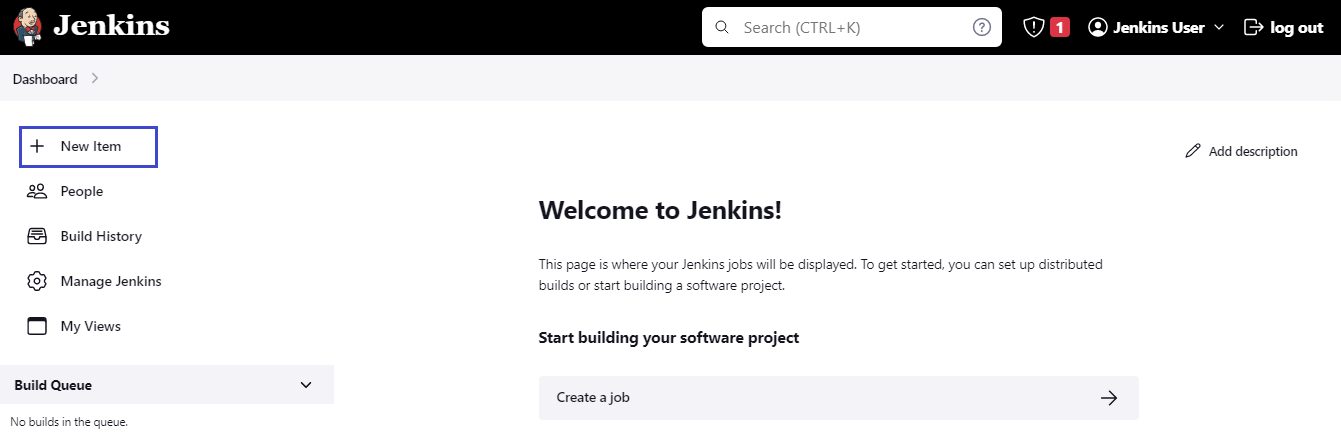 Jenkins
Search (CTRL+K)
1
Jenkins User
log out
Dashboard
New Item
People
Build History
Manage Jenkins
My Views
Build Queue
No builds in the queue.
Add description
Welcome to Jenkins!
This page is where your Jenkins jobs will be displayed. To get started, you can set up distributed
builds or start building a software project.
Start building your software project
Create a job